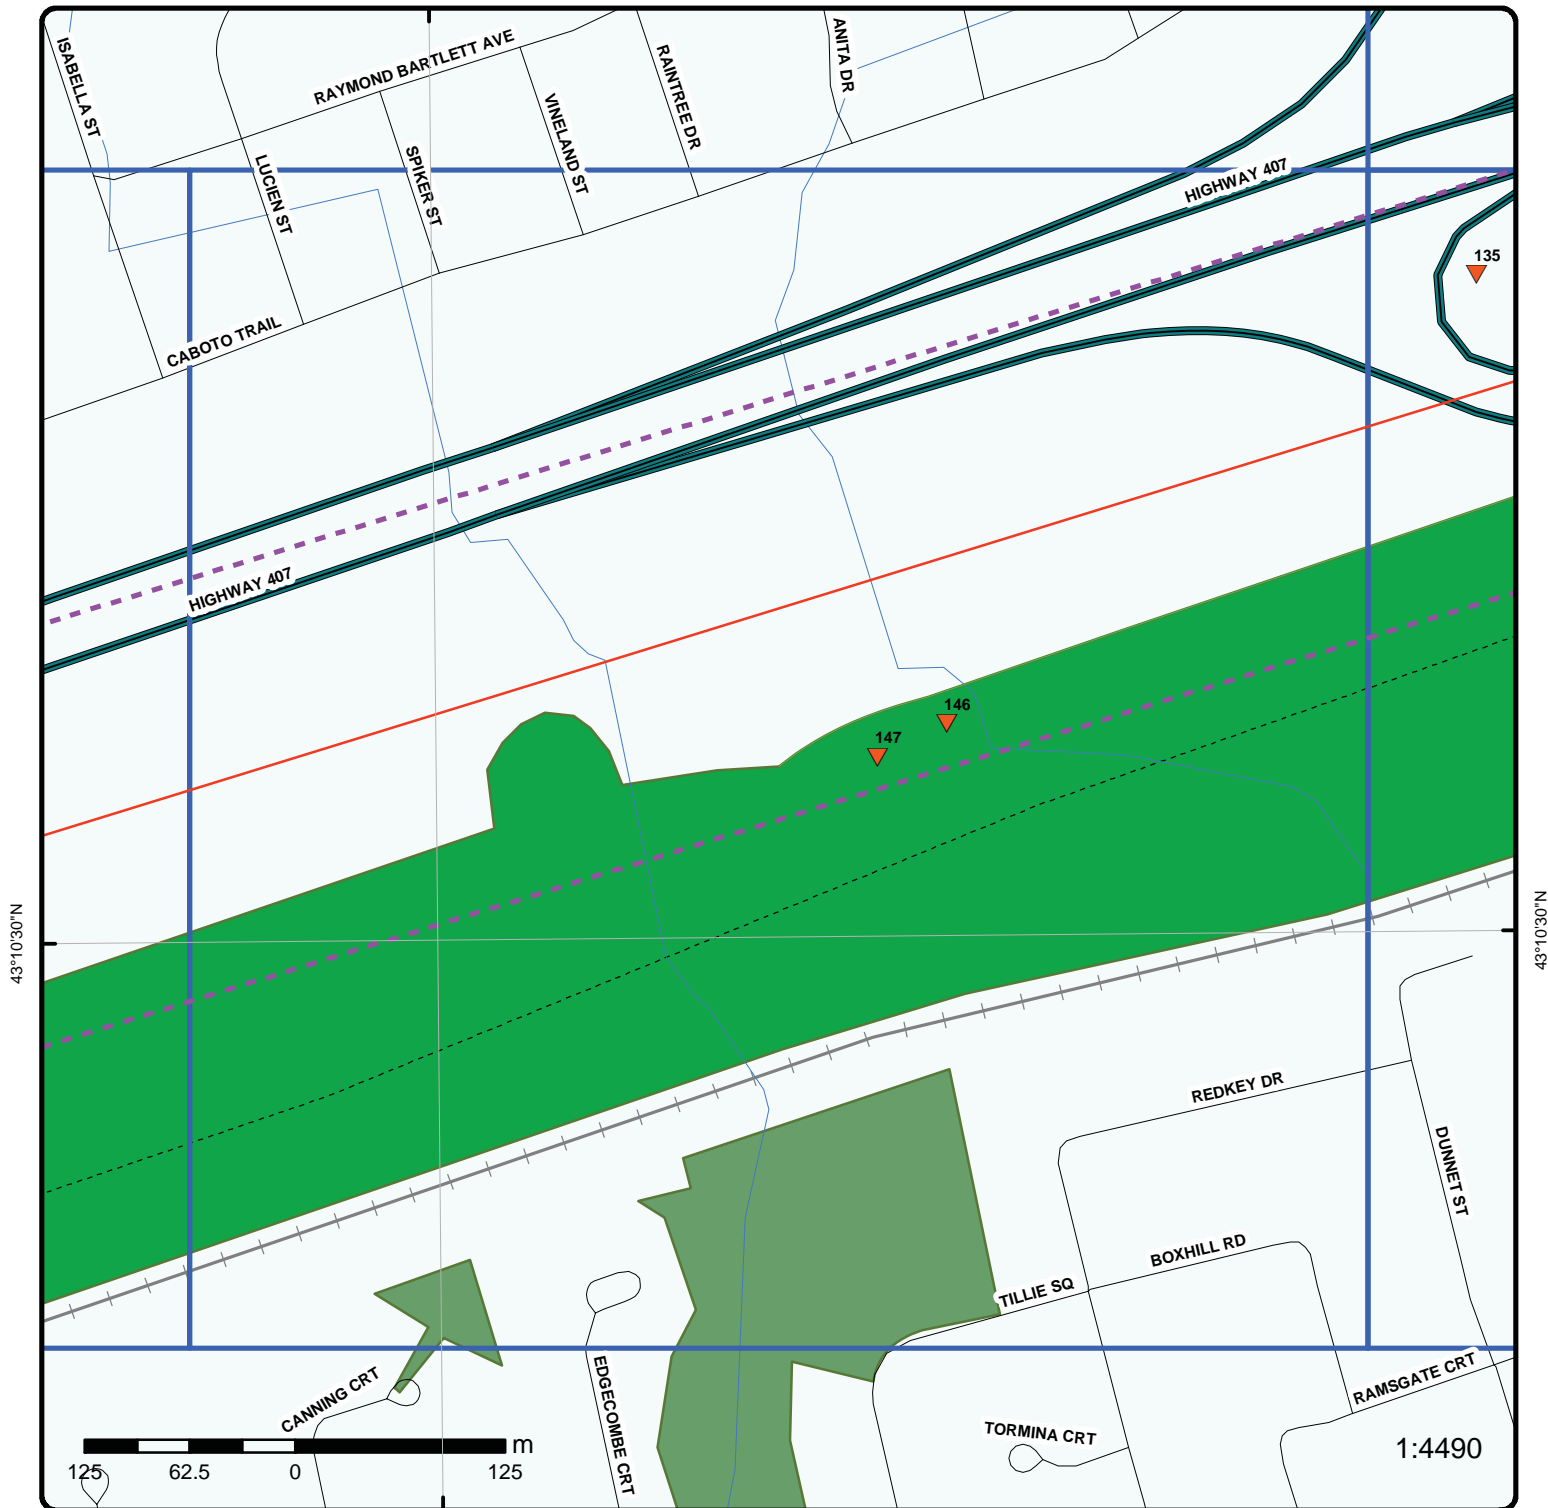 ISABELLA ST
RAYMOND BARTLETT AVE
RAINTREE DR
ANITA DR
VINELAND ST
SPIKER ST
LUCIEN ST
HIGHWAY 407
135
CABOTO TRAIL
HIGHWAY 407
146
147
43°10'30"N
43°10'30"N
REDKEY DR
DUNNET ST
BOXHILL RD
TILLIE SQ
EDGECOMBE CRT
CANNING CRT
RAMSGATE CRT
TORMINA CRT
m
125 62.5 0 125
1:4490